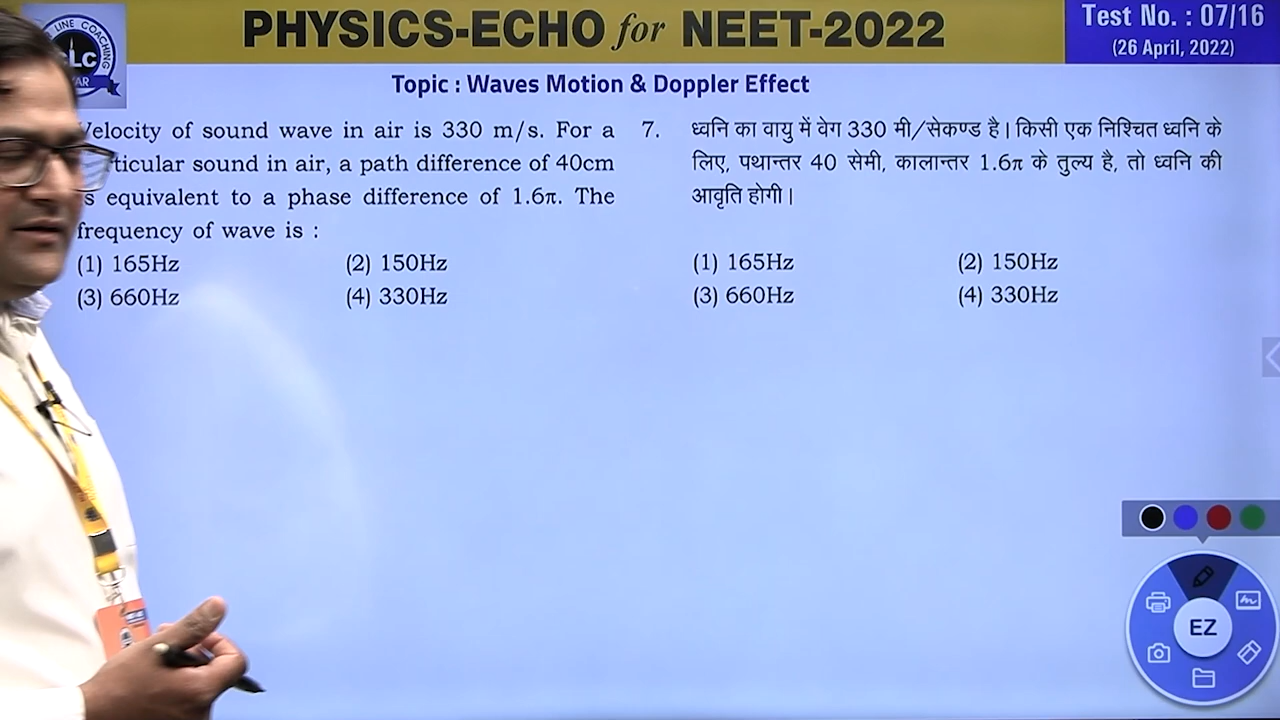 LINE COACHING
CLC
PHYSICS-ECHO for NEET-2022
Test No. : 07/16
(26 April, 2022)
Topic : Waves Motion & Doppler Effect
Velocity of sound wave in air is 330 m/s. For a
ticular sound in air, a path difference of 40cm
equivalent to a phase difference of 1.6π. The
frequency of wave is :
(1) 165Hz (2) 150Hz
(3) 660Hz (4) 330Hz
7. ध्वनि का वायु में वेग 330 मी/सेकण्ड है। किसी एक निश्चित ध्वनि के
लिए, पथान्तर 40 सेमी, कालान्तर 1.6π के तुल्य है, तो ध्वनि की
आवृति होगी।
(1) 165Hz (2) 150Hz
(3) 660Hz (4) 330Hz
EZ